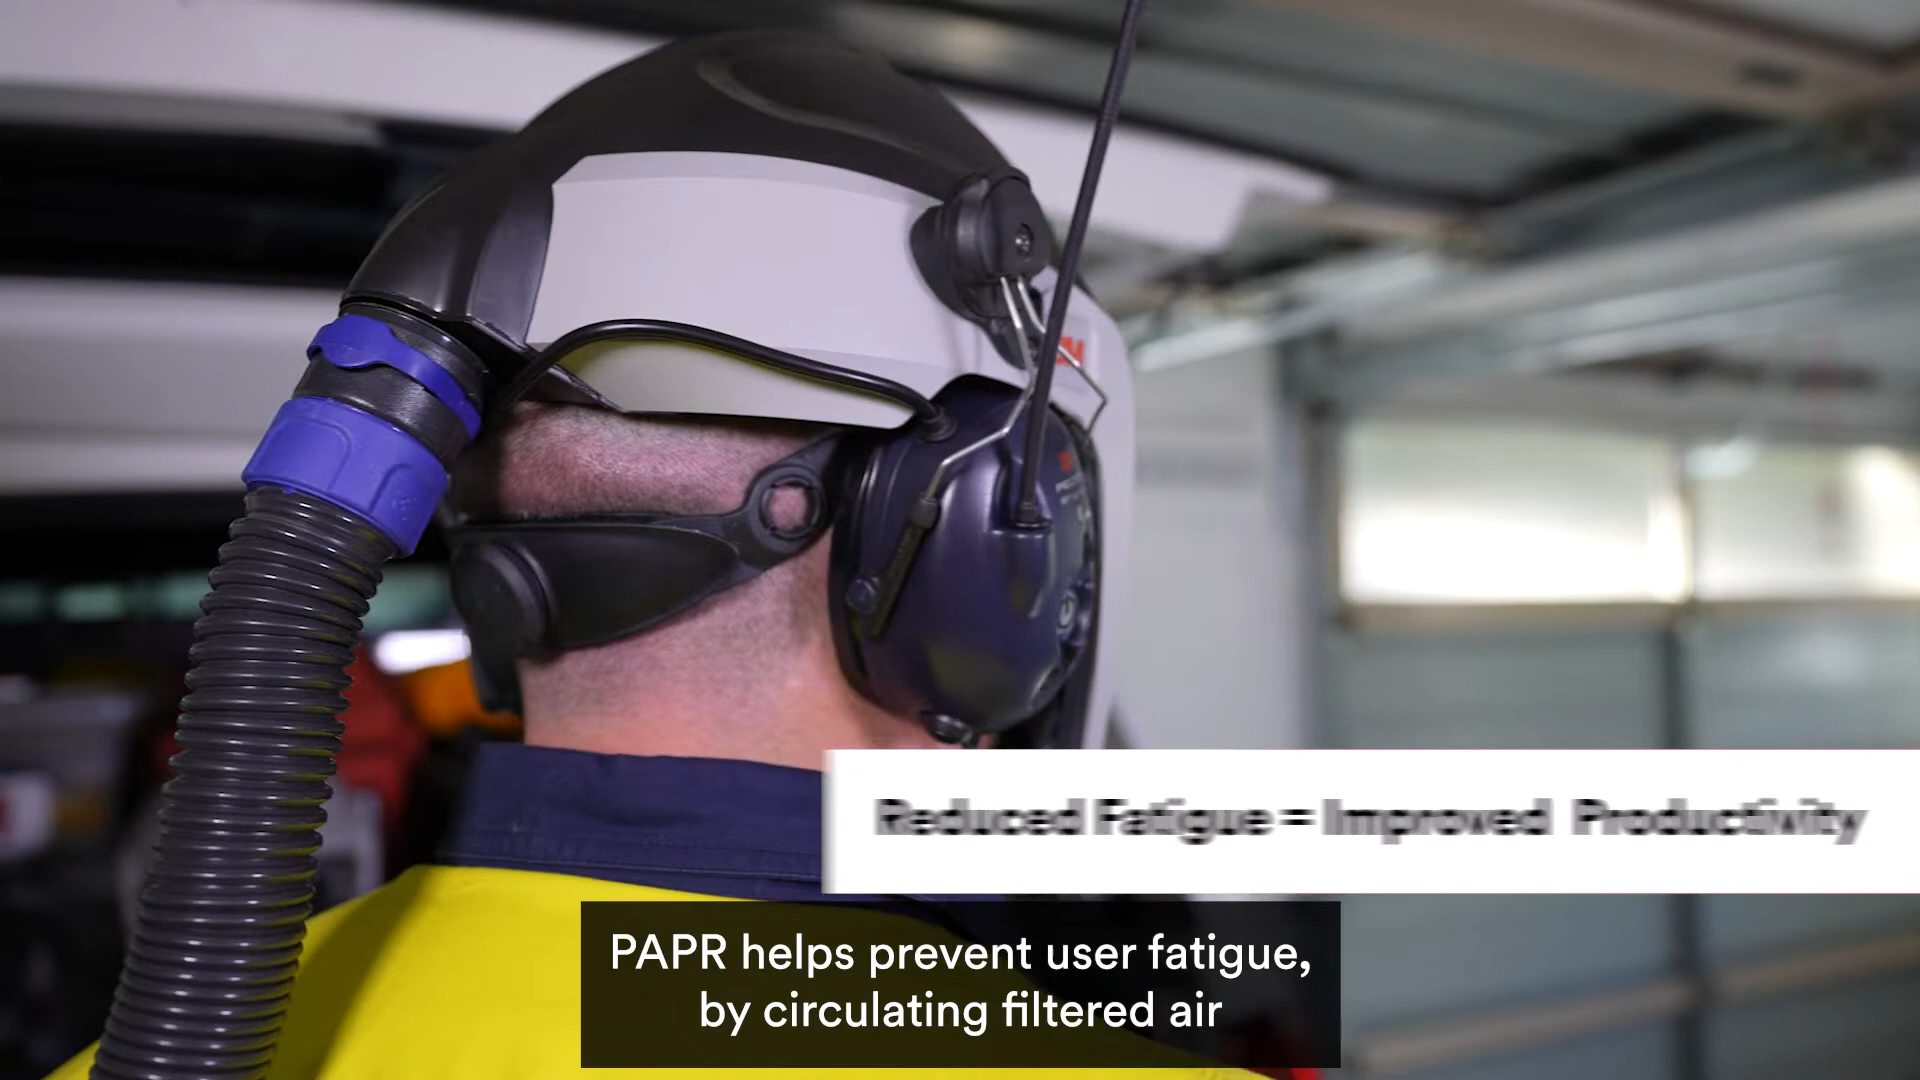 Reduced Fatigue = Improved Productivity
PAPR helps prevent user fatigue,
by circulating filtered air